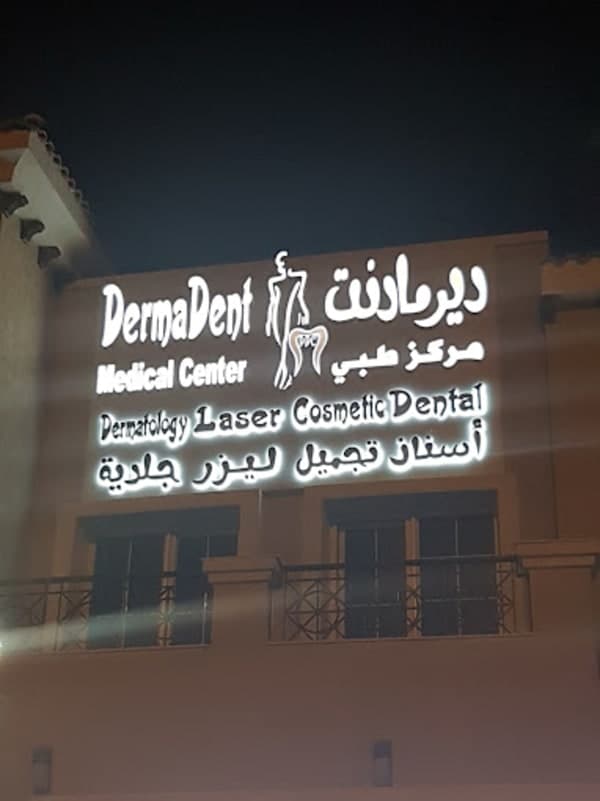 DermaDent
ديرمادنت
Medical Center
مركز طبي
Dermatology Laser Cosmetic Dental
أسنان تجميل ليزر جلدية